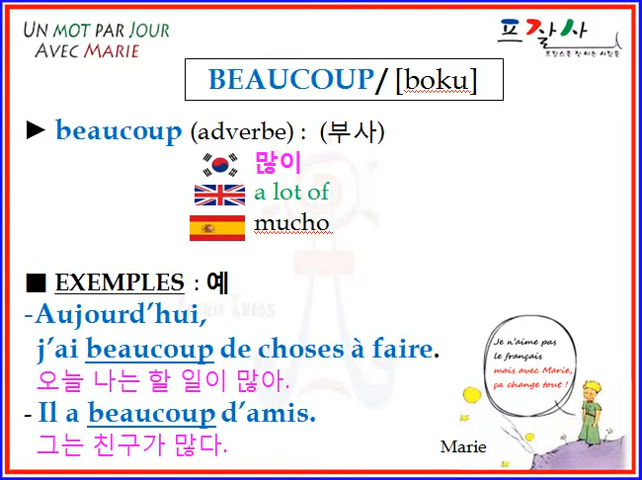 UN MOT PAR JOUR
AVEC MARIE
프잘사
프랑스를 잘 아는 사람들
BEAUCOUP/ [boku]
► beaucoup (adverbe) : (부사)
많이
a lot of
mucho
■ EXEMPLES : 예
-Aujourd’hui,
j’ai beaucoup de choses à faire.
오늘 나는 할 일이 많아.
- Il a beaucoup d’amis.
그는 친구가 많다.
Je n'aime pas
le français
mais avec Marie,
ça change tout !
Marie